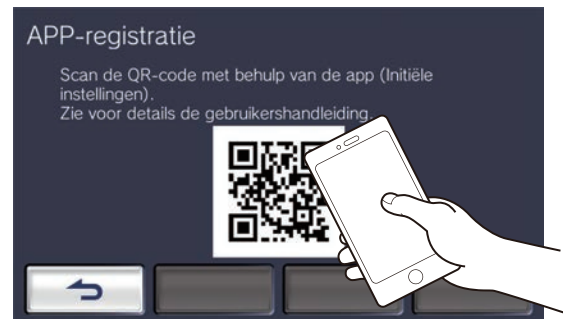 APP-registratie
Scan de QR-code met behulp van de app (Initiële
instellingen).
Zie voor details de gebruikershandleiding.